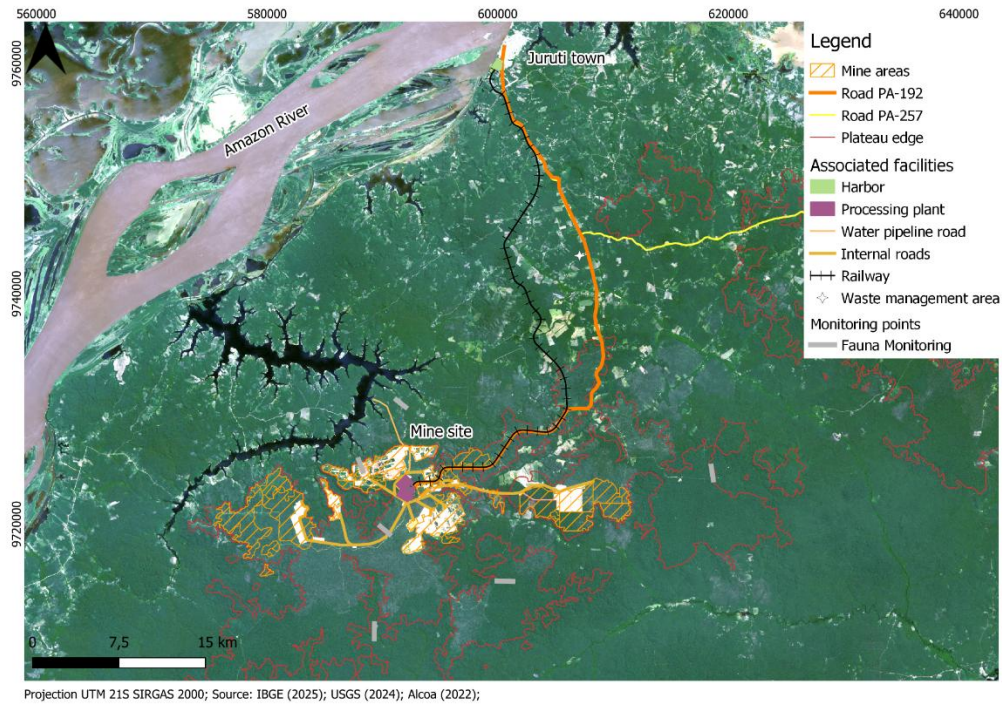 560000 580000 600000 620000 640000
9760000
9740000
9720000
Juruti town
Amazon River
Mine site
Legend
Mine areas
Road PA-192
Road PA-257
Plateau edge
Associated facilities
Harbor
Processing plant
Water pipeline road
Internal roads
Railway
Waste management area
Monitoring points
Fauna Monitoring
0 7,5 15 km
Projection UTM 21S SIRGAS 2000; Source: IBGE (2025); USGS (2024); Alcoa (2022);